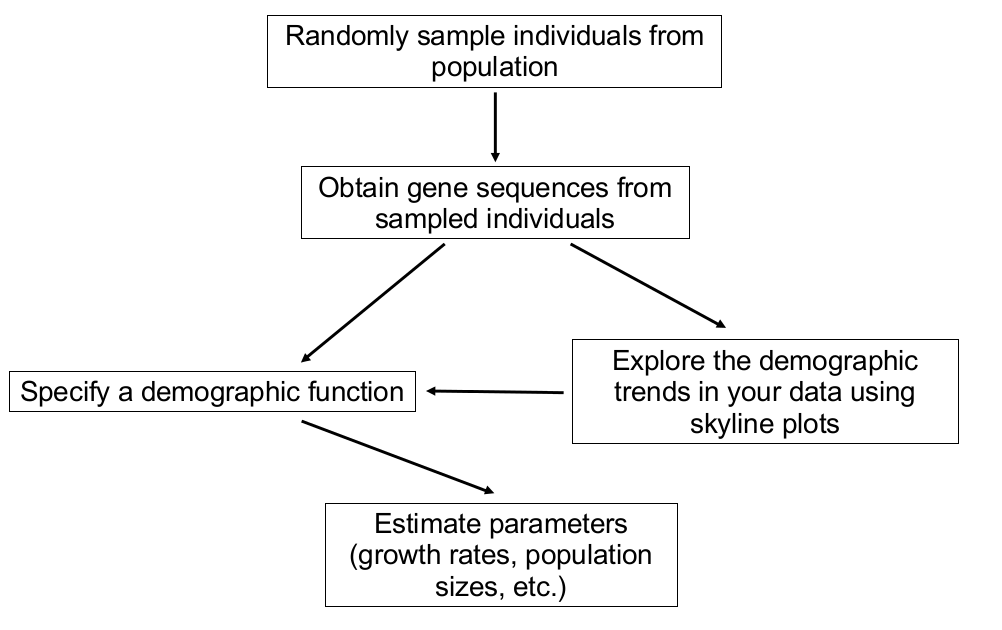 Randomly sample individuals from
population
Obtain gene sequences from
sampled individuals
Specify a demographic function
Explore the demographic
trends in your data using
skyline plots
Estimate parameters
(growth rates, population
sizes, etc.)